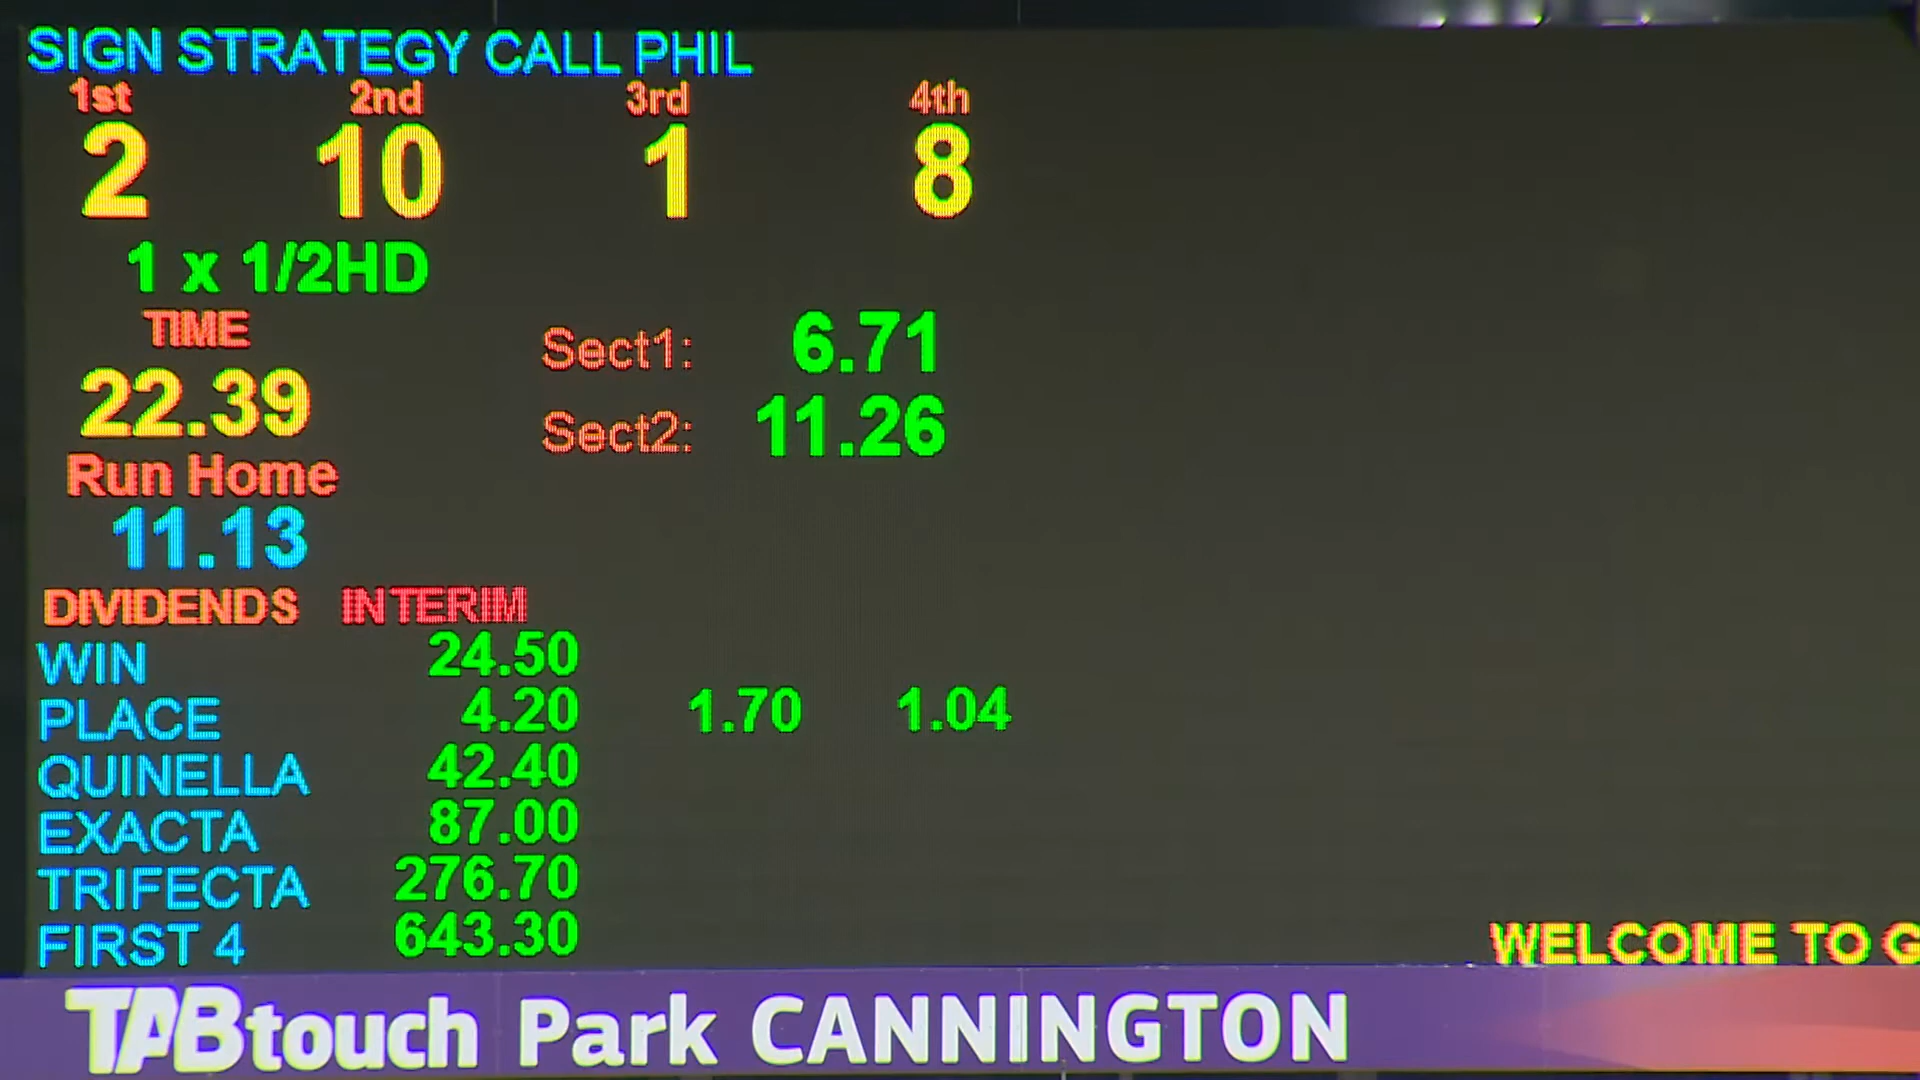 SIGN STRATEGY CALL PHIL
1st 2nd 3rd 4th
2 10 1 8
1 x 1/2HD
TIME
Sect1: 6.71
22.39
Sect2: 11.26
Run Home
11.13
DIVIDENDS INTERIM
WIN 24.50
PLACE 4.20 1.70 1.04
QUINELLA 42.40
EXACTA 87.00
TRIFECTA 276.70
FIRST 4 643.30
WELCOME TO G
TABtouch Park CANNINGTON